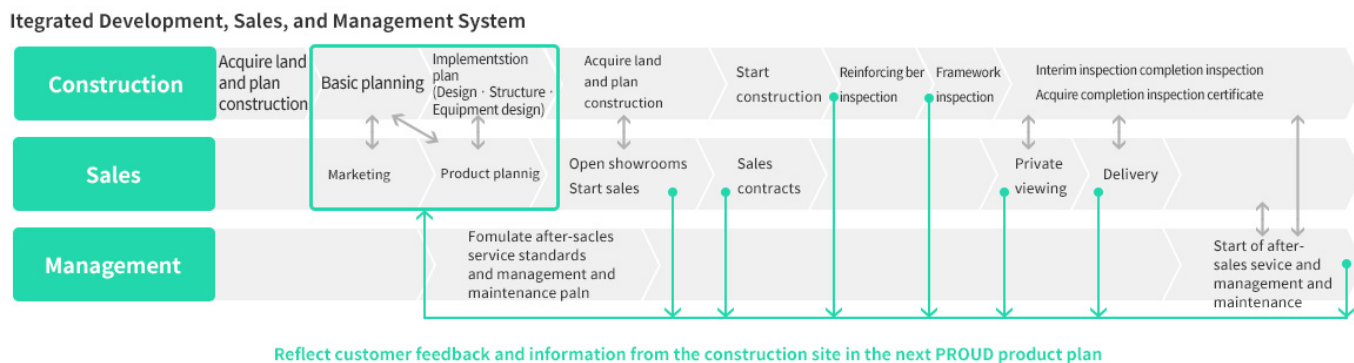 Itegrated Development, Sales, and Management System
Construction
Acquire land
and plan
construction
Basic planning
Implementstion
plan
(Design · Structure ·
Equipment design)
Acquire land
and plan
construction
Start
construction
Reinforcing ber
inspection
Framework
inspection
Interim inspection completion inspection
Acquire completion inspection certificate
Sales
Marketing
Product plannig
Open showrooms
Start sales
Sales
contracts
Private
viewing
Delivery
Management
Fomulate after-sacles
service standards
and management and
maintenance paln
Start of after-
sales sevice and
management and
maintenance
Reflect customer feedback and information from the construction site in the next PROUD product plan